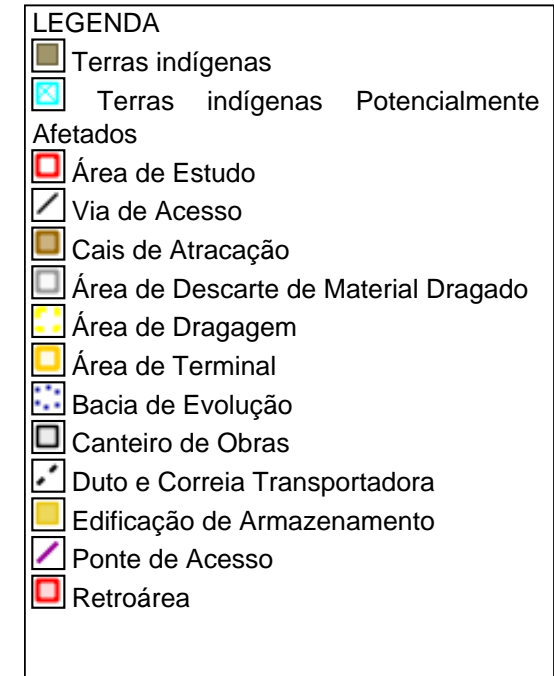 LEGENDA
Terras indígenas
Terras indígenas Potencialmente
Afetados
Área de Estudo
Via de Acesso
Cais de Atracação
Área de Descarte de Material Dragado
Área de Dragagem
Área de Terminal
Bacia de Evolução
Canteiro de Obras
Duto e Correia Transportadora
Edificação de Armazenamento
Ponte de Acesso
Retroárea